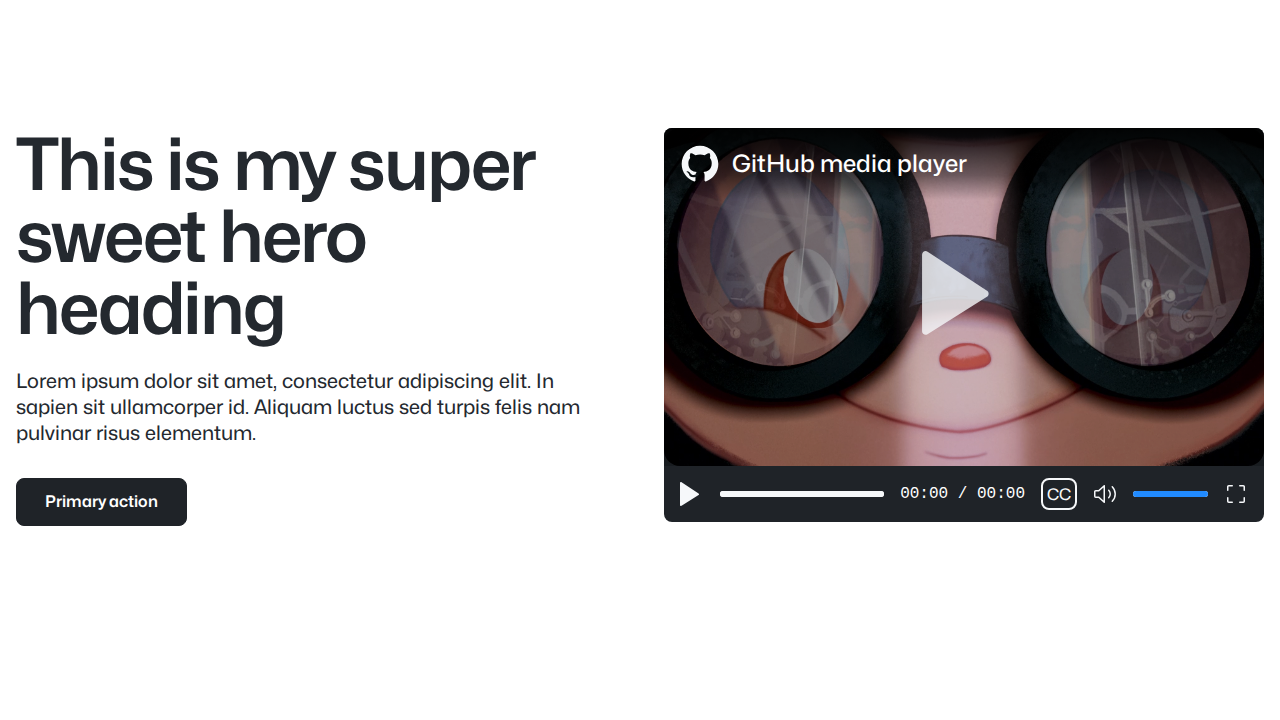 This is my super
sweet hero
heading
Lorem ipsum dolor sit amet, consectetur adipiscing elit. In
sapien sit ullamcorper id. Aliquam luctus sed turpis felis nam
pulvinar risus elementum.
Primary action
GitHub media player
00:00 / 00:00
CC